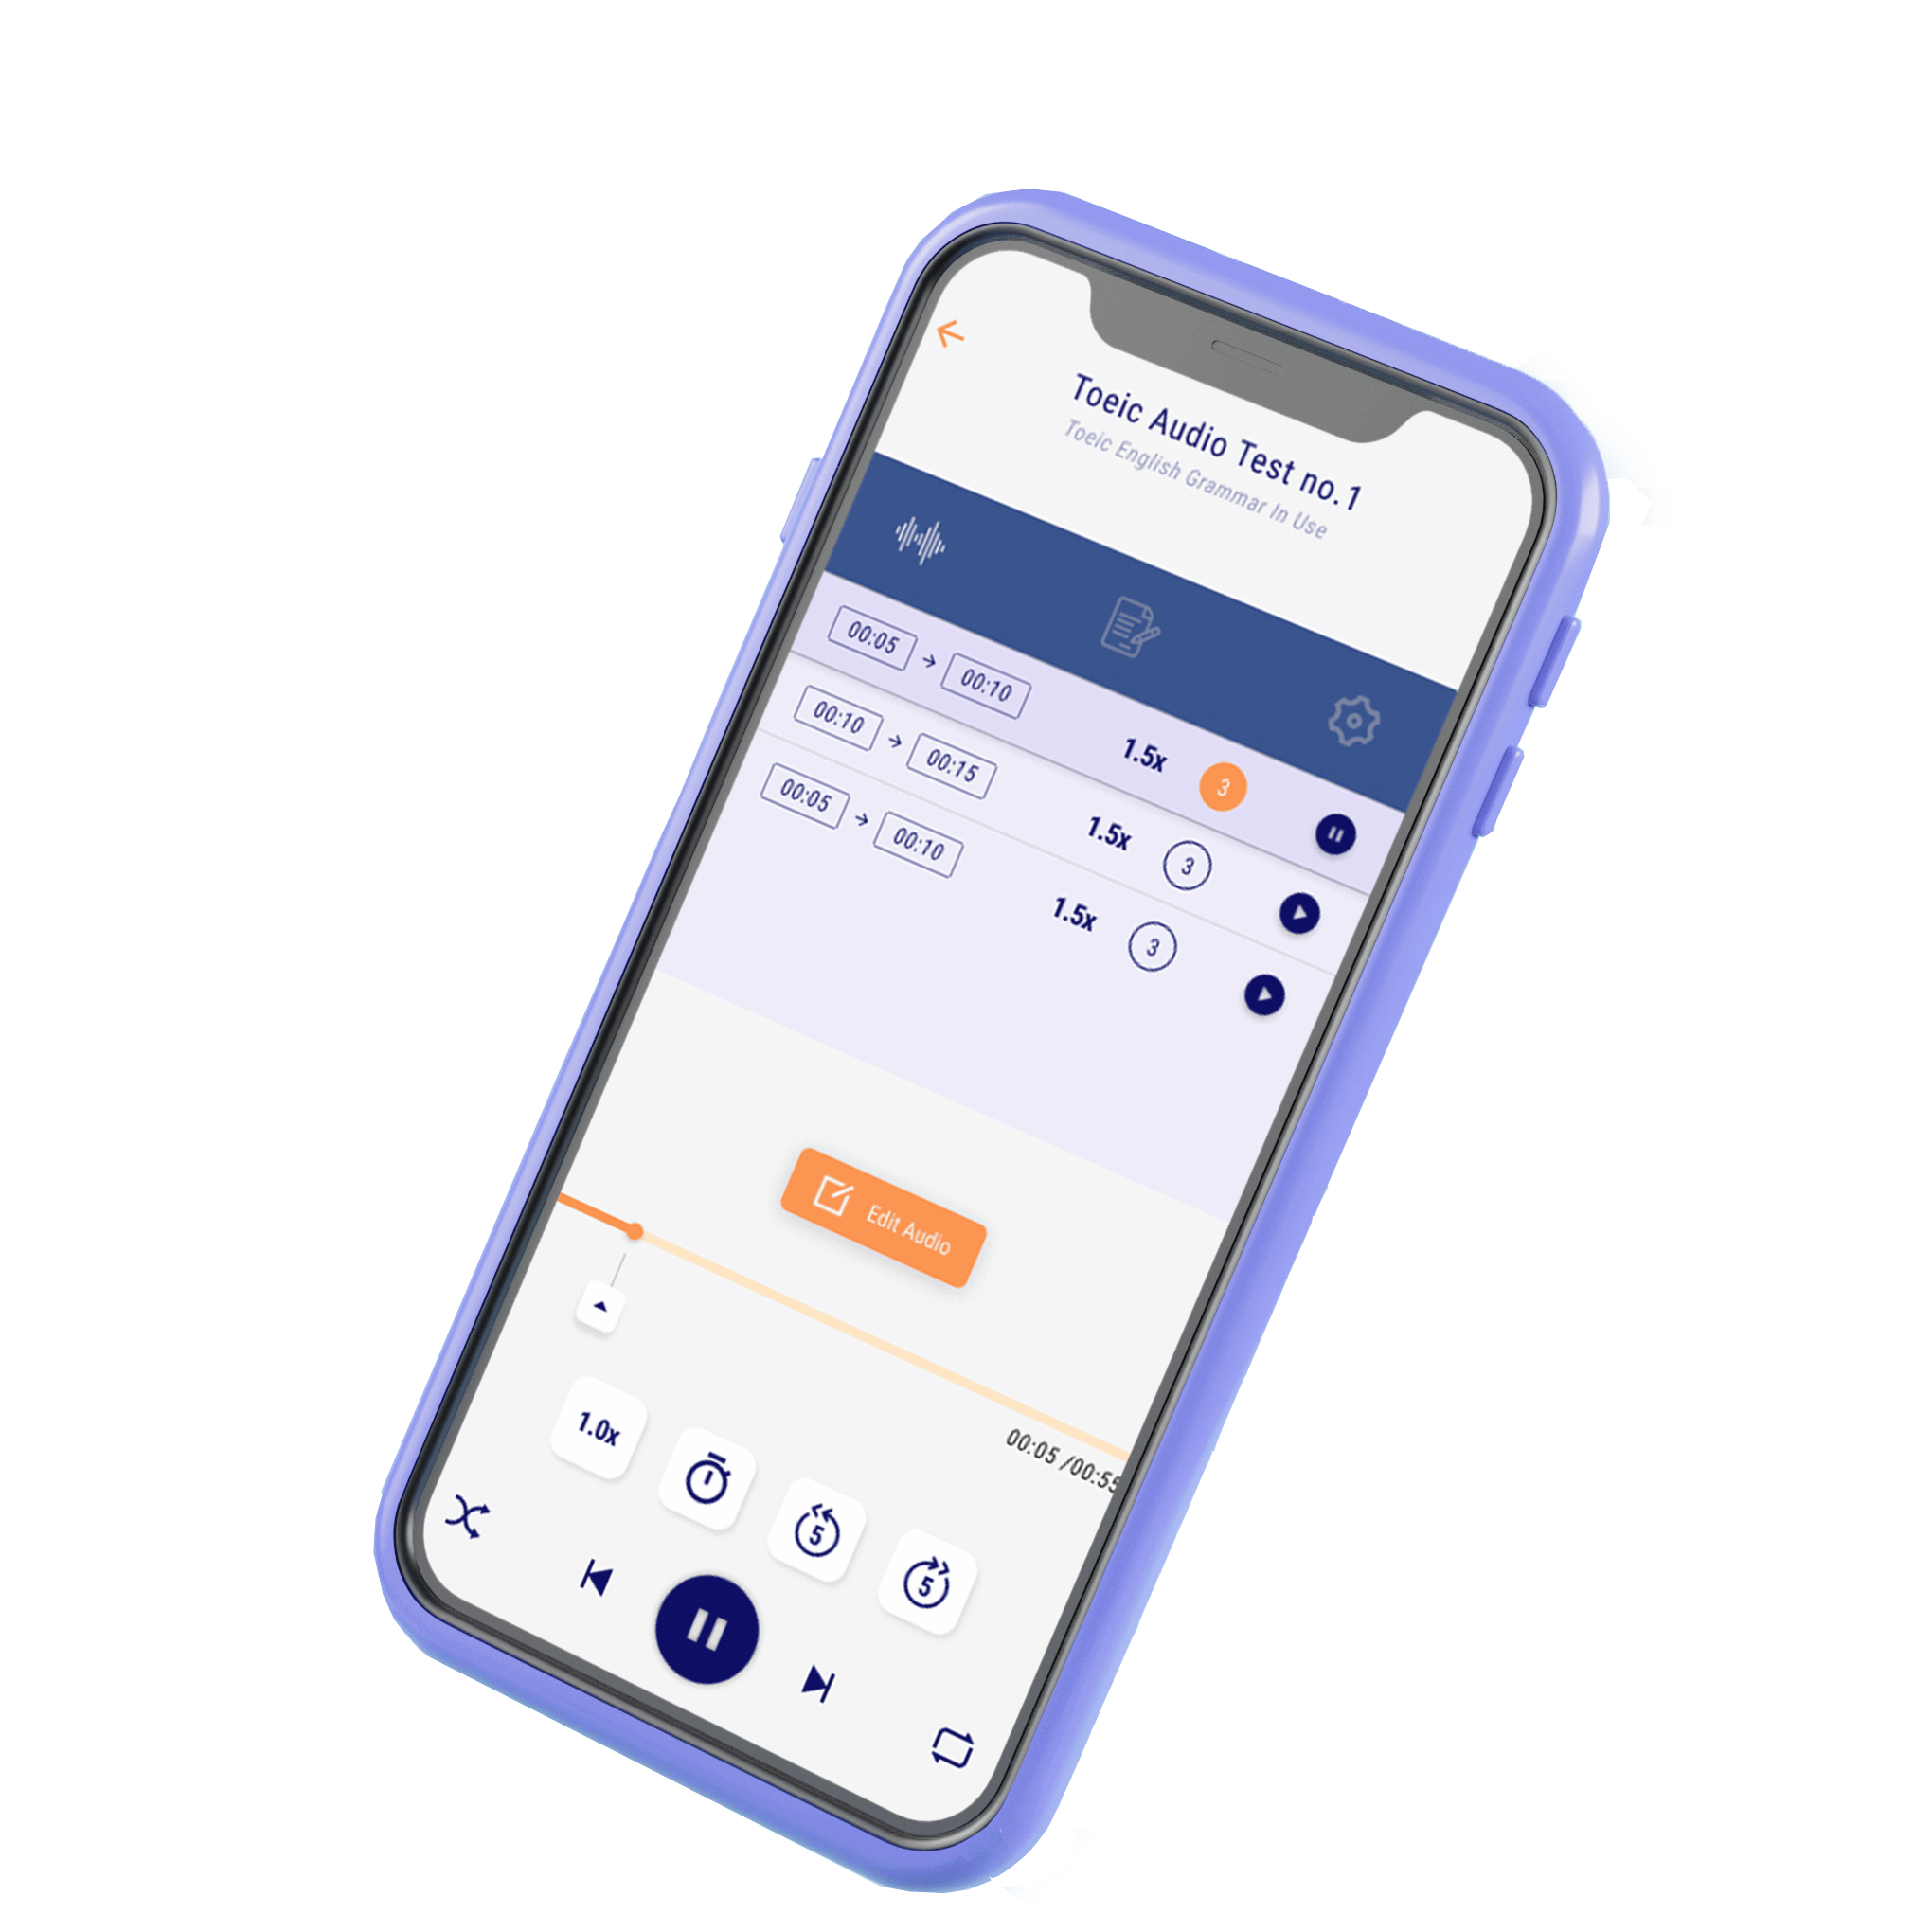 Toeic Audio Test no.1
Toeic English Grammar In Use
00:05 00:10 1.5x 3
00:10 00:15 1.5x 3
00:05 00:10 1.5x 3
Edit Audio
00:05 /00:55
1.0x
5
5